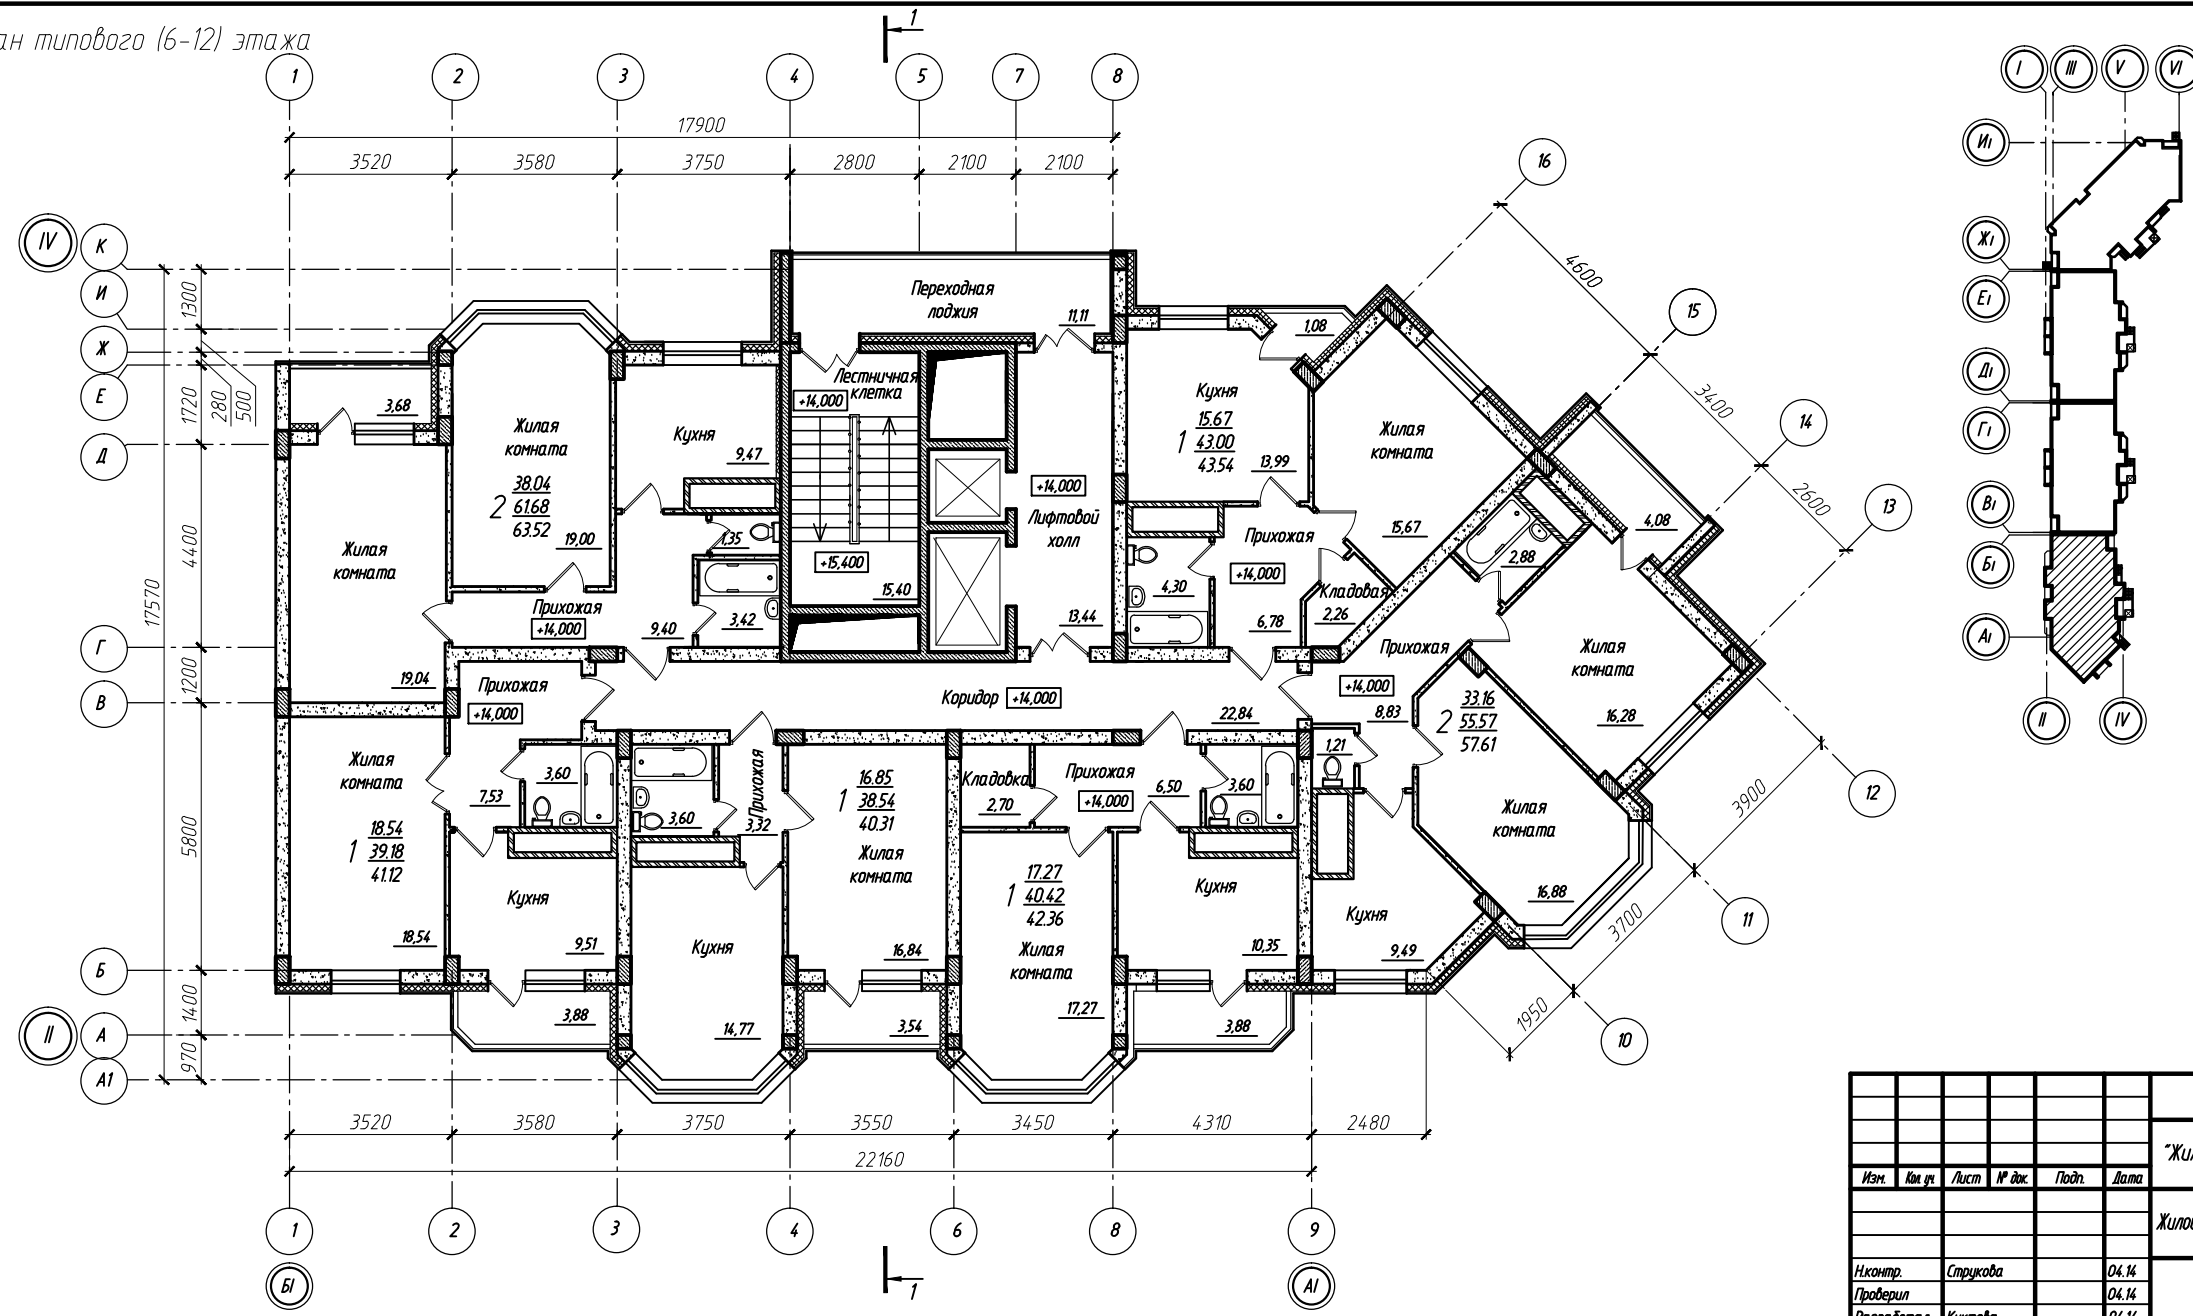 ан типового (6-12) этажа
1
1
2
3
4
5
7
8
17900
3520
3580
3750
2800
2100
2100
16
15
14
13
12
11
10
4600
3400
2600
3900
3700
1950
IV
К
И
Ж
Е
Д
Г
В
Б
II
А
А1
17570
1300
1720
280
500
4400
1200
5800
1400
970
Переходная
лоджия
11,11
Лестничная
клетка
+14,000
+15,400
15,40
+14,000
Лифтовой
холл
13,44
3,68
Жилая
комната
19,04
Жилая
комната
38.04
2 61.68
63.52
19,00
Кухня
9,47
1,35
3,42
Прихожая
+14,000
9,40
Кухня
15.67
1 43.00
43.54
13,99
1,08
Жилая
комната
15,67
Прихожая
+14,000
6,78
4,30
Кладовая
2,26
4,08
2,88
Жилая
комната
16,28
Прихожая
+14,000
8,83
33.16
2 55.57
57.61
1,21
Жилая
комната
16,88
Кухня
9,49
Коридор +14,000
22,84
Прихожая
+14,000
7,53
3,60
Жилая
комната
18.54
1 39.18
41.12
18,54
Кухня
9,51
3,88
3,60
Прихожая
3,32
Кухня
14,77
16.85
1 38.54
40.31
Жилая
комната
16,84
3,54
Кладовка
2,70
Прихожая
+14,000
6,50
3,60
17.27
1 40.42
42.36
Жилая
комната
17,27
Кухня
10,35
3,88
3520
3580
3750
3550
3450
4310
2480
22160
1
2
3
4
6
8
9
БI
АI
1
I
III
V
VI
И1
Ж1
Е1
Д1
Г1
В1
Б1
А1
II
IV
"Жил
Изм.
Кол. уч.
Лист
№ док.
Подп.
Дата
Жилой
Н.контр.
Струкова
04.14
Проверил
04.14